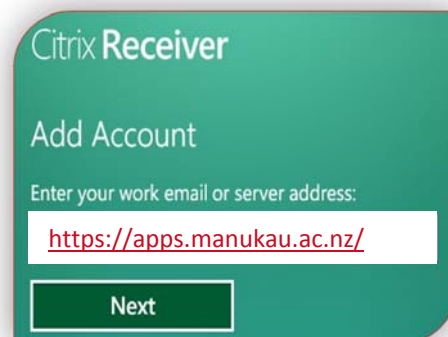 Citrix Receiver
Add Account
Enter your work email or server address:
https://apps.manukau.ac.nz/
Next